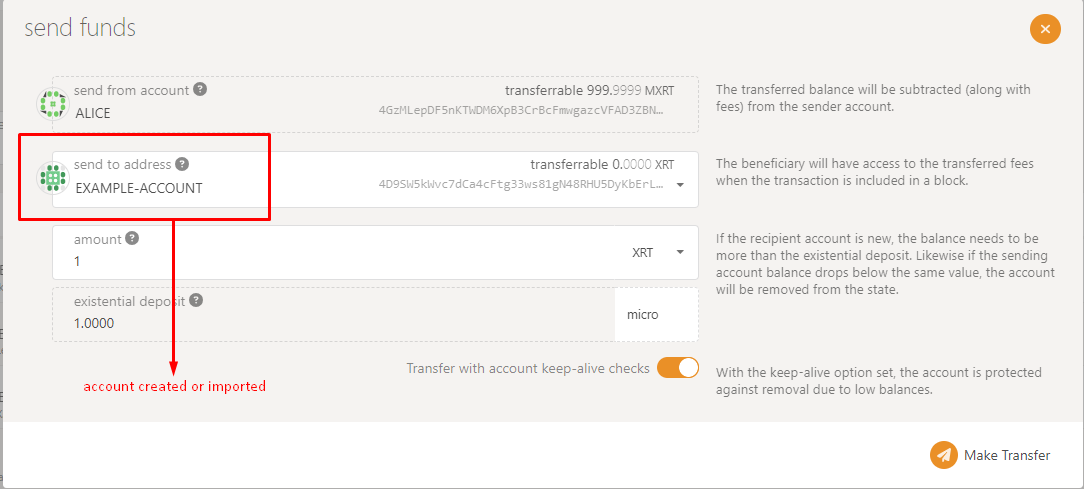 send funds
send from account ?
transferrable 999.9999 MXRT
ALICE
4GzMLepDF5nKTWDM6XpB3CrBcFmwgazcVFAD3ZBN…
The transferred balance will be subtracted (along with
fees) from the sender account.
send to address ?
transferrable 0.0000 XRT
EXAMPLE-ACCOUNT
4D9SW5kWvc7dCa4cFtg33ws81gN48RHU5DyKbErL…
The beneficiary will have access to the transferred fees
when the transaction is included in a block.
amount ?
1
XRT
If the recipient account is new, the balance needs to be
more than the existential deposit. Likewise if the sending
account balance drops below the same value, the account
will be removed from the state.
existential deposit ?
1.0000
micro
Transfer with account keep-alive checks
With the keep-alive option set, the account is protected
against removal due to low balances.
account created or imported
Make Transfer